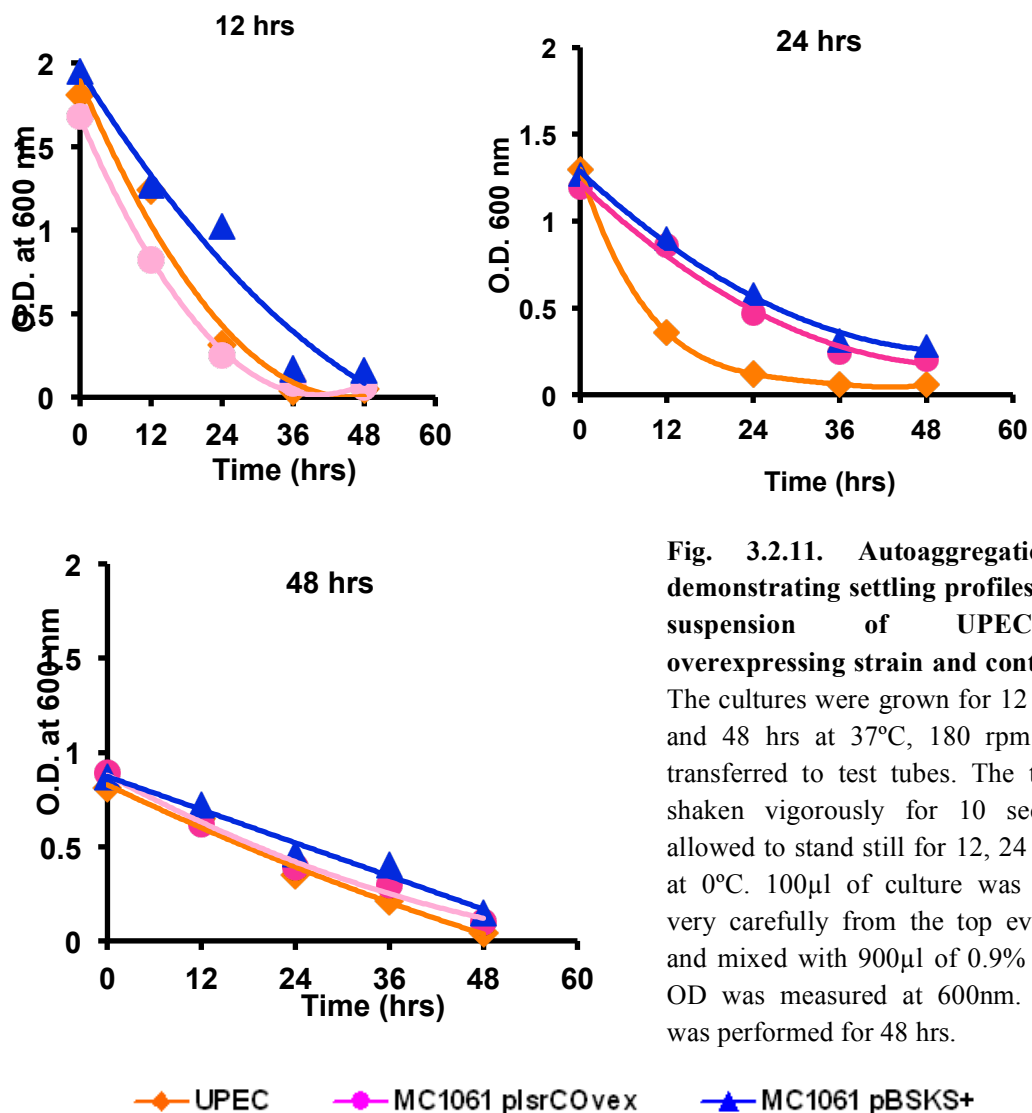 12 hrs
O.D. at 600 nm
2
1.5
1
0.5
0
0 12 24 36 48 60
Time (hrs)
24 hrs
O.D. 600 nm
2
1.5
1
0.5
0
0 12 24 36 48 60
Time (hrs)
48 hrs
O.D. at 600 nm
2
1.5
1
0.5
0
0 12 24 36 48 60
Time (hrs)
Fig. 3.2.11. Autoaggregatio
demonstrating settling profiles
suspension of UPEC
overexpressing strain and cont
The cultures were grown for 12
and 48 hrs at 37ºC, 180 rpm
transferred to test tubes. The t
shaken vigorously for 10 sec
allowed to stand still for 12, 24
at 0ºC. 100µl of culture was
very carefully from the top ev
and mixed with 900µl of 0.9%
OD was measured at 600nm.
was performed for 48 hrs.
UPEC MC1061 plsrCOvex MC1061 pBSKS+